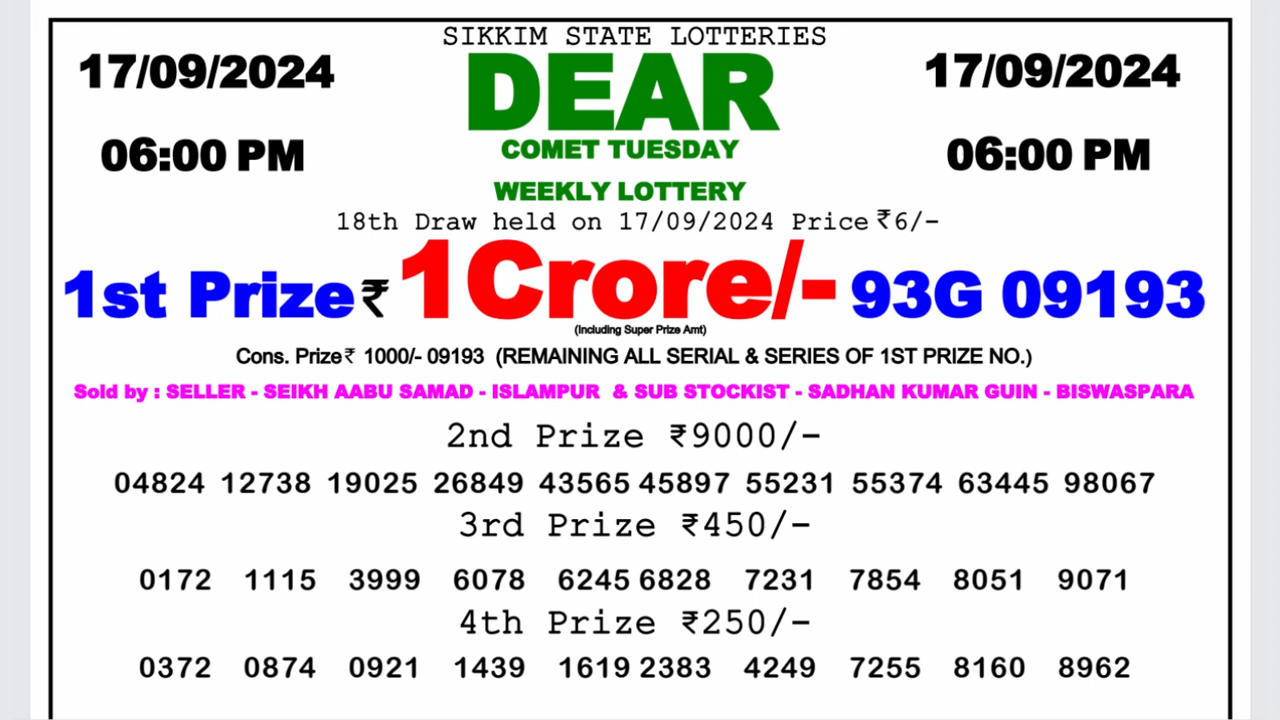 SIKKIM STATE LOTTERIES
17/09/2024 DEAR 17/09/2024
06:00 PM COMET TUESDAY 06:00 PM
WEEKLY LOTTERY
18th Draw held on 17/09/2024 Price ₹6/-
1st Prize ₹ 1Crore/- 93G 09193
(Including Super Prize Amt)
Cons. Prize₹ 1000/- 09193 (REMAINING ALL SERIAL & SERIES OF 1ST PRIZE NO.)
Sold by : SELLER - SEIKH AABU SAMAD - ISLAMPUR & SUB STOCKIST - SADHAN KUMAR GUIN - BISWASPARA
2nd Prize ₹9000/-
04824 12738 19025 26849 43565 45897 55231 55374 63445 98067
3rd Prize ₹450/-
0172 1115 3999 6078 6245 6828 7231 7854 8051 9071
4th Prize ₹250/-
0372 0874 0921 1439 1619 2383 4249 7255 8160 8962